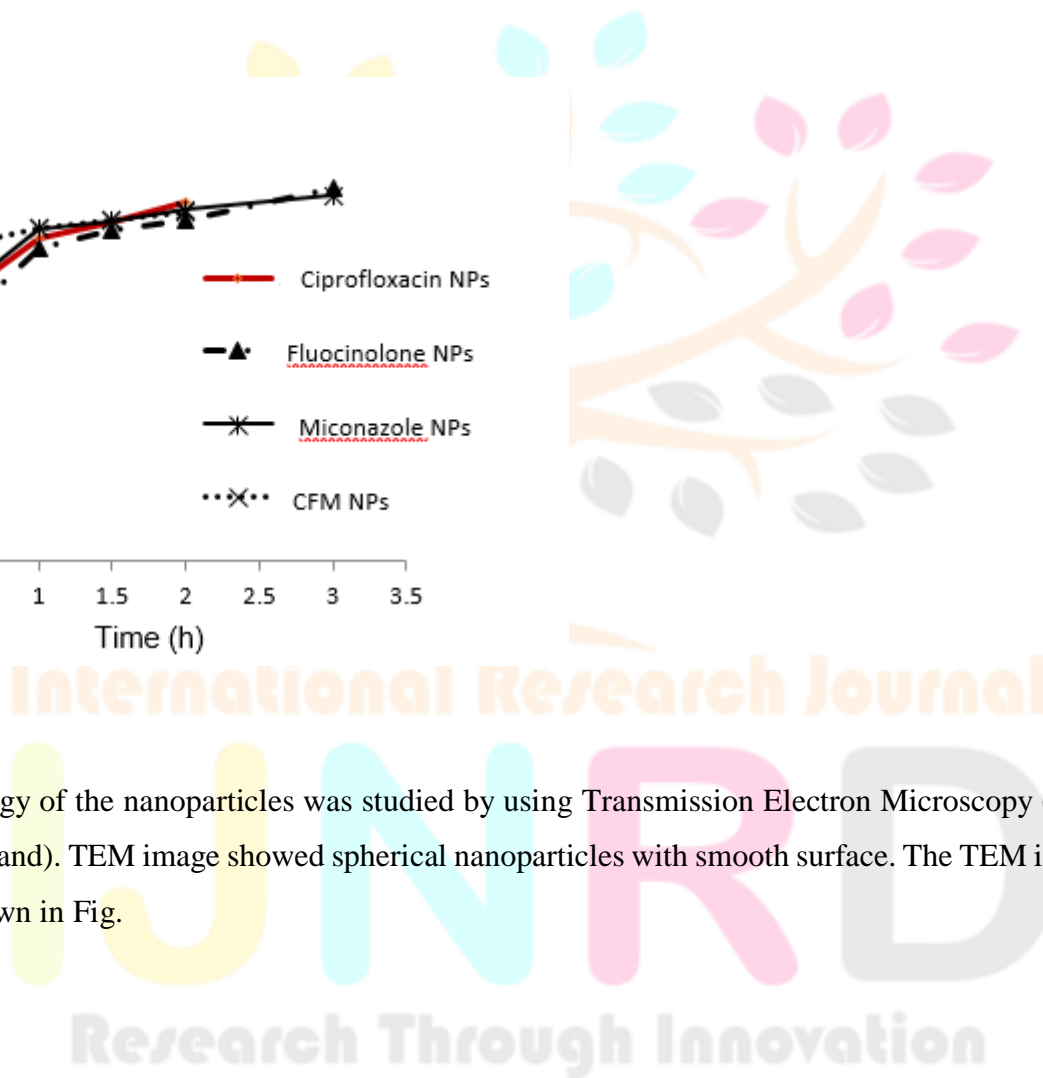 Ciprofloxacin NPs
Fluocinolone NPs
Miconazole NPs
CFM NPs
1 1.5 2 2.5 3 3.5
Time (h)
International Research Journal
gy of the nanoparticles was studied by using Transmission Electron Microscopy (
and). TEM image showed spherical nanoparticles with smooth surface. The TEM i
wn in Fig.
IJNRD
Research Through Innovation